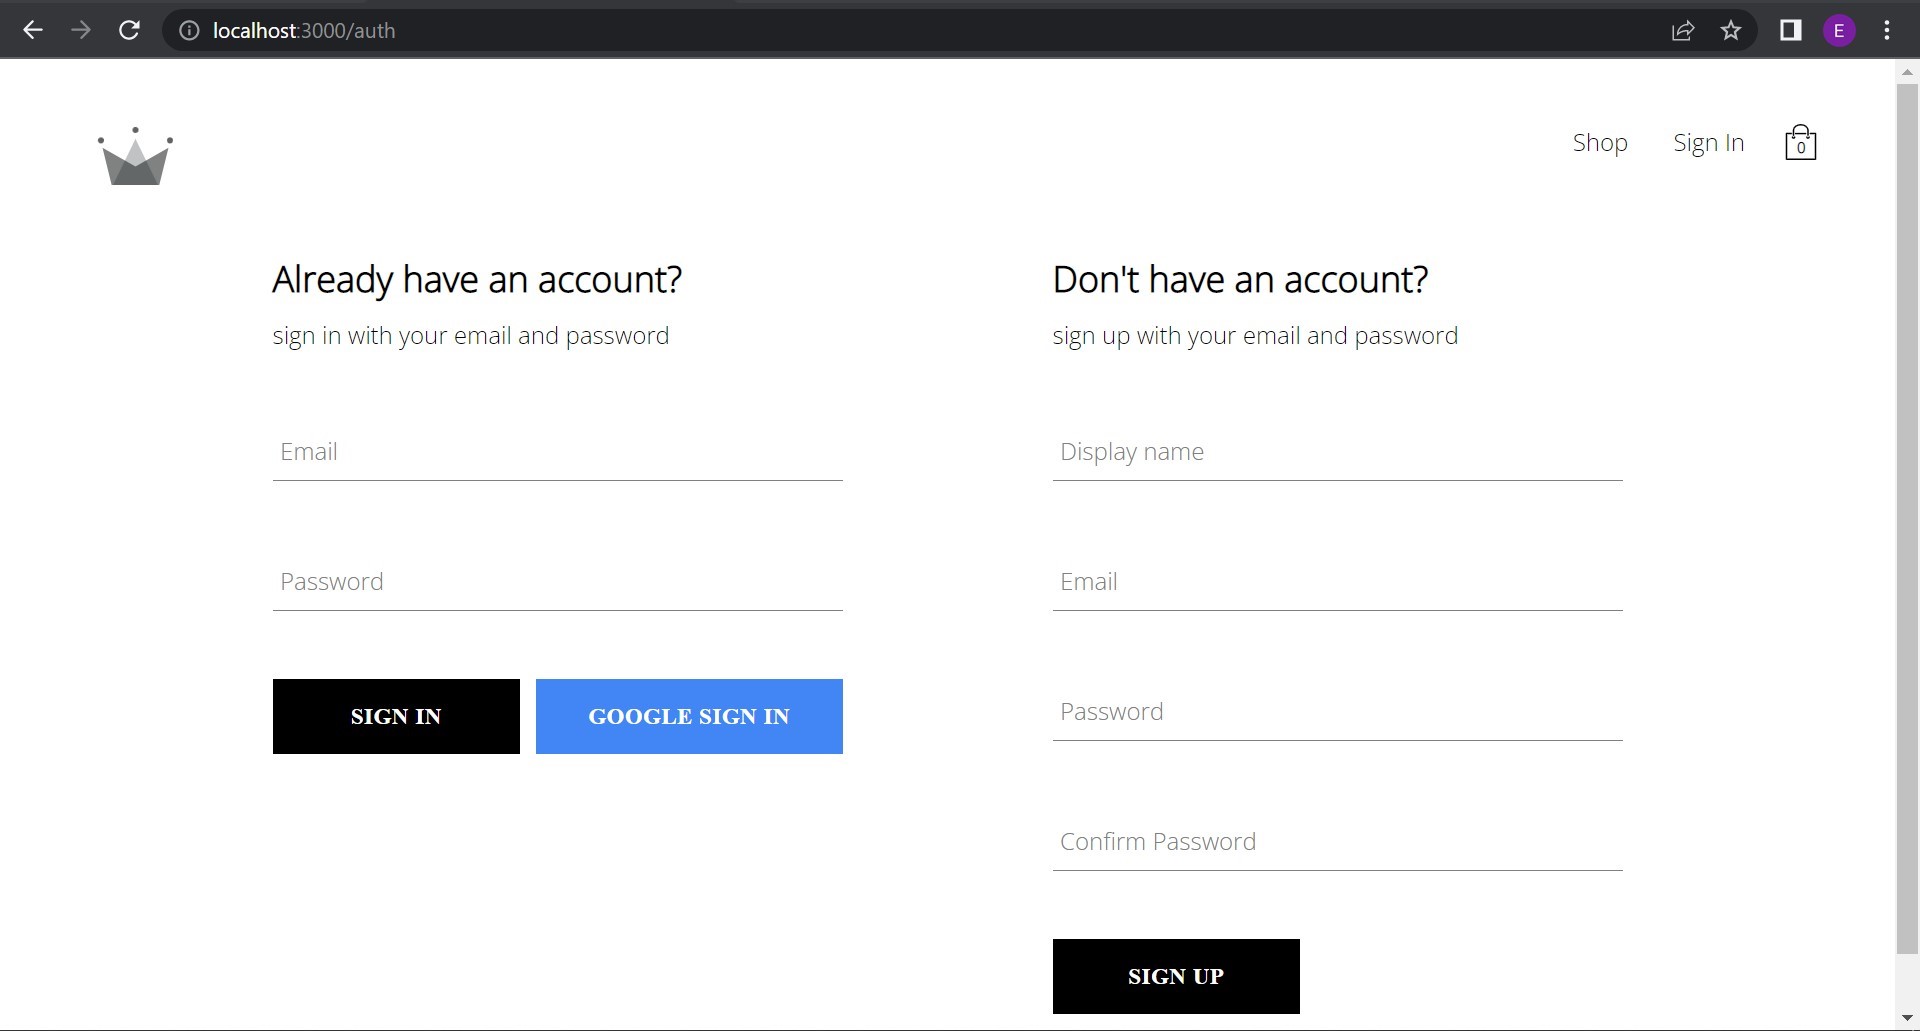 localhost:3000/auth
E
Shop Sign In 0
Already have an account?
sign in with your email and password
Email
Password
SIGN IN GOOGLE SIGN IN
Don't have an account?
sign up with your email and password
Display name
Email
Password
Confirm Password
SIGN UP